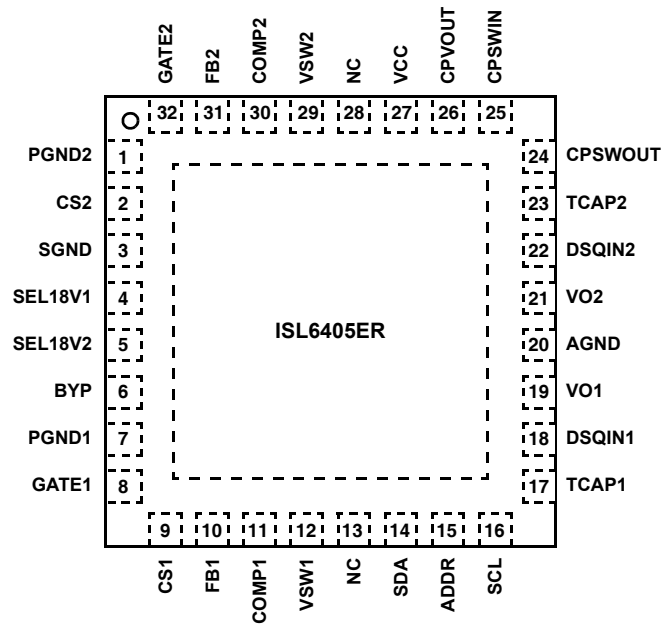 GATE2
FB2
COMP2
VSW2
NC
VCC
CPVOUT
CPSWIN
32
31
30
29
28
27
26
25
PGND2 1
CS2 2
SGND 3
SEL18V1 4
SEL18V2 5
BYP 6
PGND1 7
GATE1 8
ISL6405ER
24 CPSWOUT
23 TCAP2
22 DSQIN2
21 VO2
20 AGND
19 VO1
18 DSQIN1
17 TCAP1
9
10
11
12
13
14
15
16
CS1
FB1
COMP1
VSW1
NC
SDA
ADDR
SCL